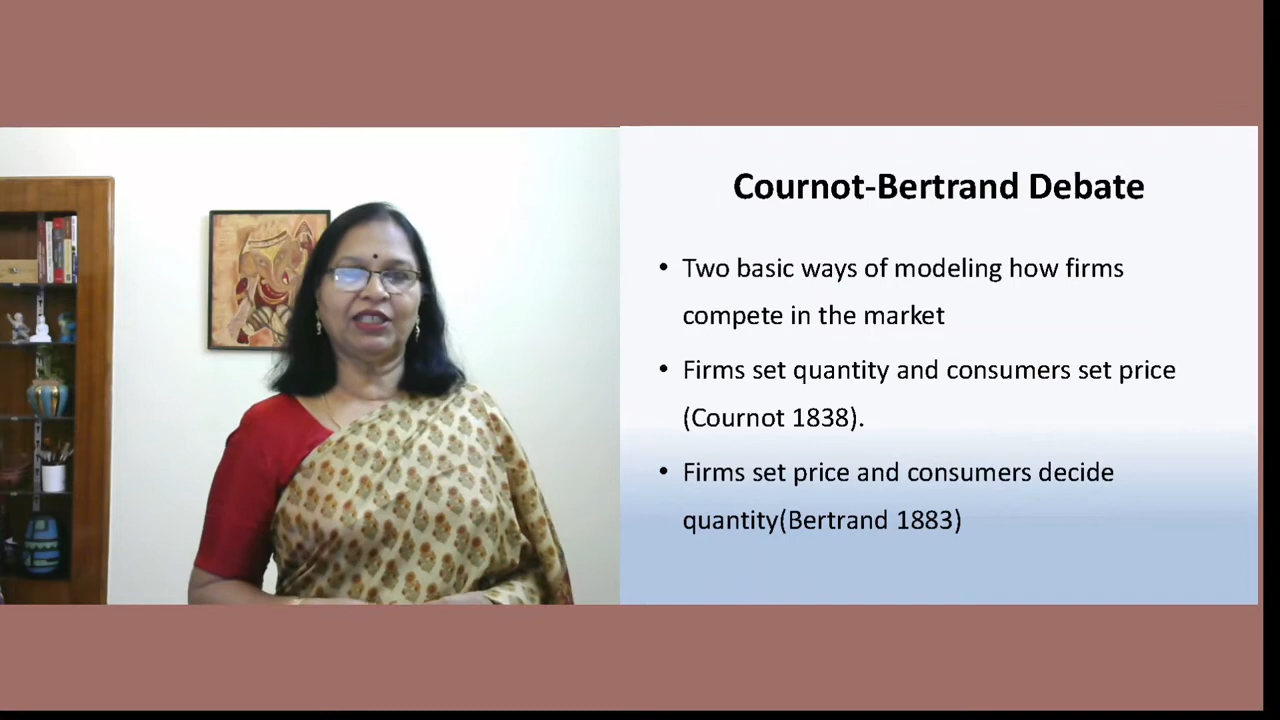 Cournot-Bertrand Debate
• Two basic ways of modeling how firms
compete in the market
• Firms set quantity and consumers set price
(Cournot 1838).
• Firms set price and consumers decide
quantity(Bertrand 1883)